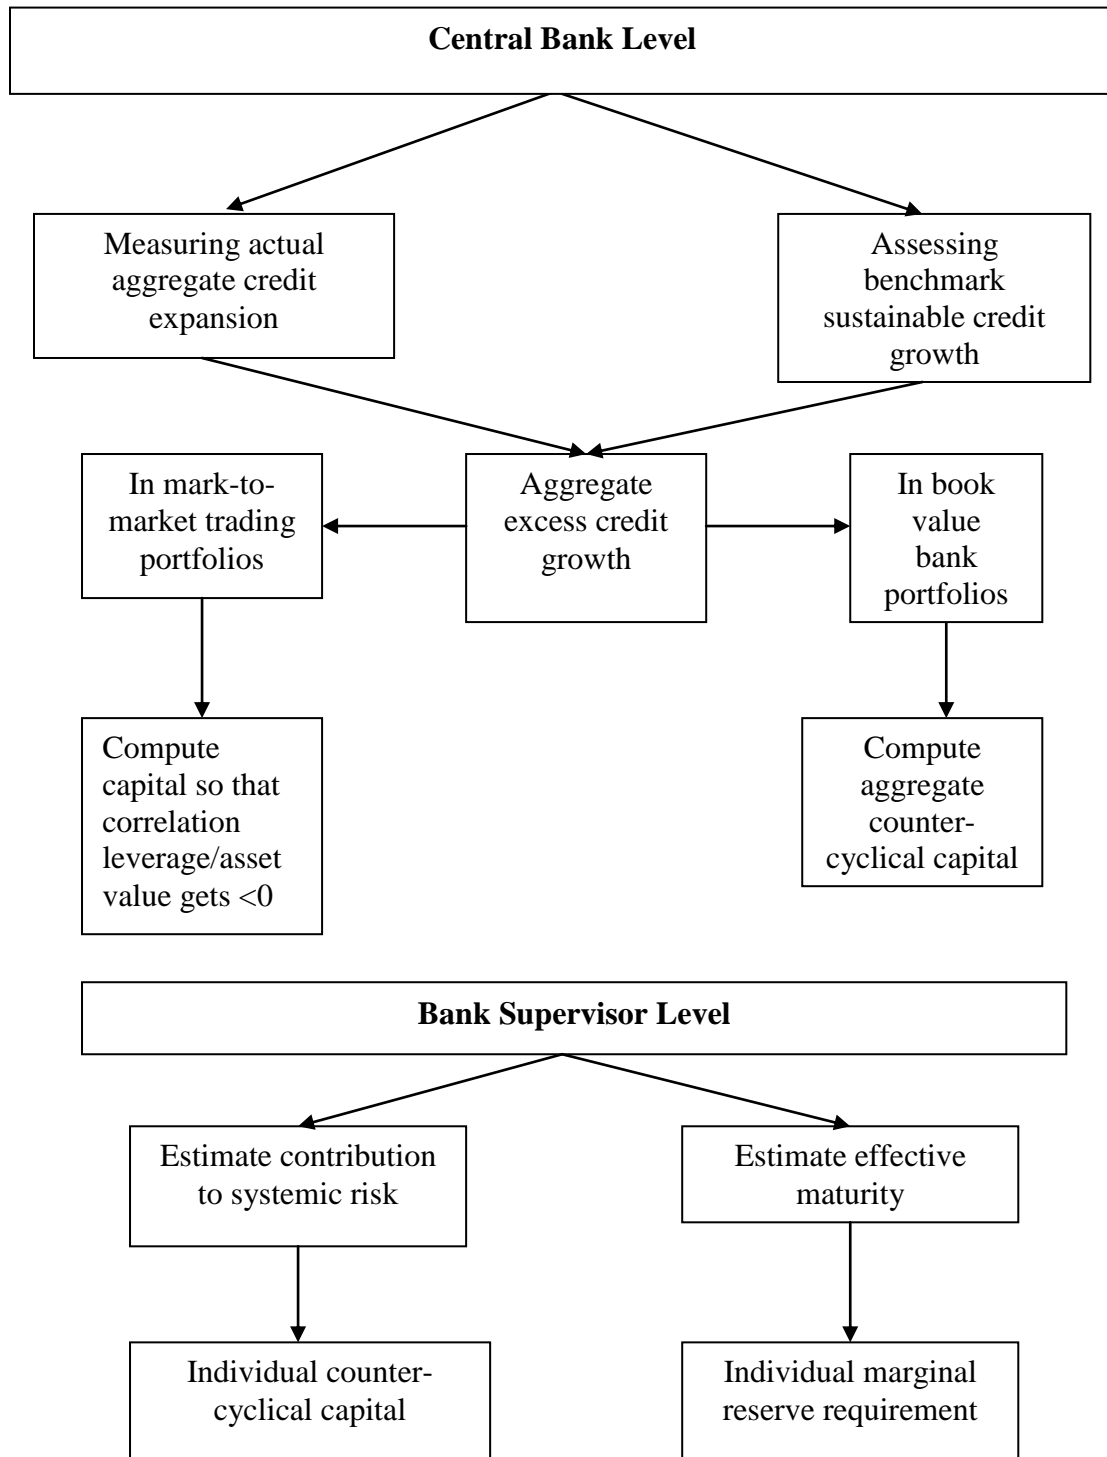 Central Bank Level
Measuring actual
aggregate credit
expansion
Assessing
benchmark
sustainable credit
growth
In mark-to-
market trading
portfolios
Aggregate
excess credit
growth
In book
value
bank
portfolios
Compute
capital so that
correlation
leverage/asset
value gets <0
Compute
aggregate
counter-
cyclical capital
Bank Supervisor Level
Estimate contribution
to systemic risk
Estimate effective
maturity
Individual counter-
cyclical capital
Individual marginal
reserve requirement